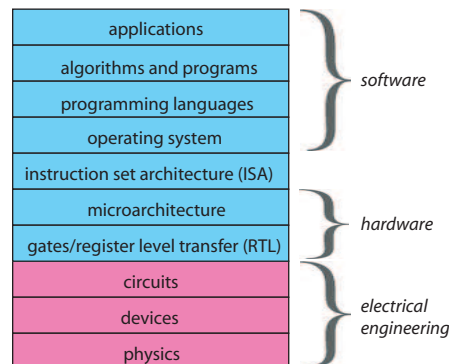 applications
algorithms and programs
programming languages
operating system
instruction set architecture (ISA)
microarchitecture
gates/register level transfer (RTL)
circuits
devices
physics
software
hardware
electrical
engineering